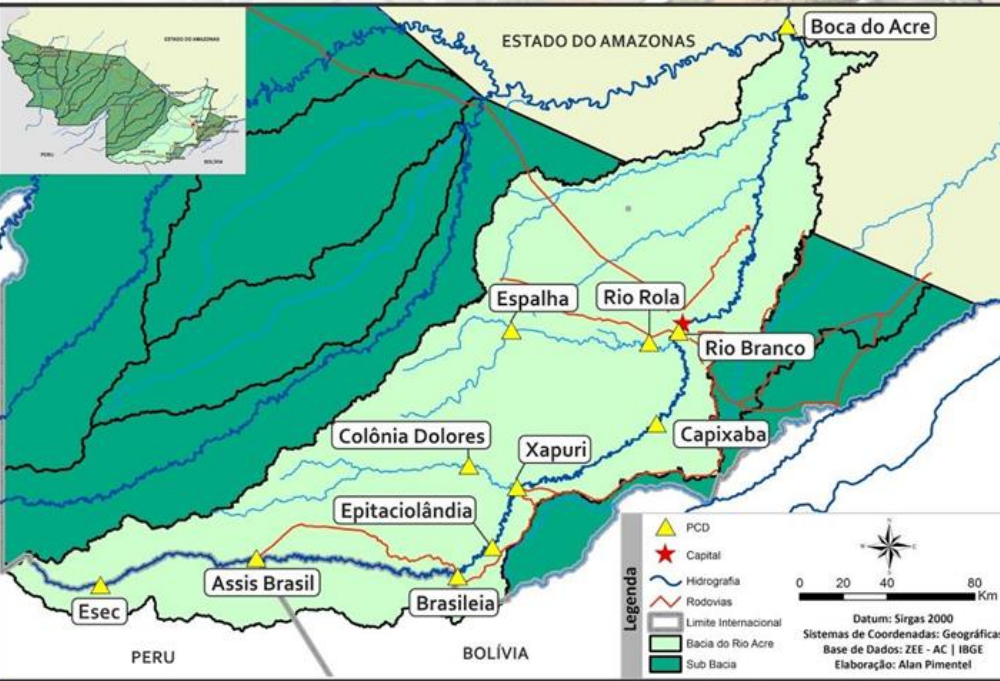 ESTADO DO AMAZONAS
Boca do Acre
ESTADO DO AMAZONAS
PERU
BOLÍVIA
Espalha
Rio Rola
Rio Branco
Colônia Dolores
Xapuri
Capixaba
Epitaciolândia
Assis Brasil
Brasileia
Esec
PERU
BOLÍVIA
Legenda
PCD
Capital
Hidrografia
Rodovias
Limite Internacional
Bacia do Rio Acre
Sub Bacia
0 20 40 80
Km
Datum: Sirgas 2000
Sistemas de Coordenadas: Geográficas
Base de Dados: ZEE - AC | IBGE
Elaboração: Alan Pimentel